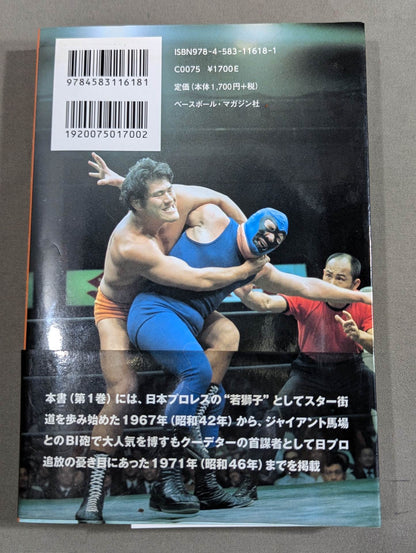 ISBN978-4-583-11618-1
C0075 ¥1700E
定価(本体1,700円+税)
ベースボール・マガジン社
9784583116181
1920075017002
本書(第1巻)には、日本プロレスの“若獅子”としてスター街
道を歩み始めた1967年(昭和42年)から、ジャイアント馬場
とのBI砲で大人気を博すもクーデターの首謀者として日プロ
追放の憂き目にあった1971年(昭和46年)までを掲載